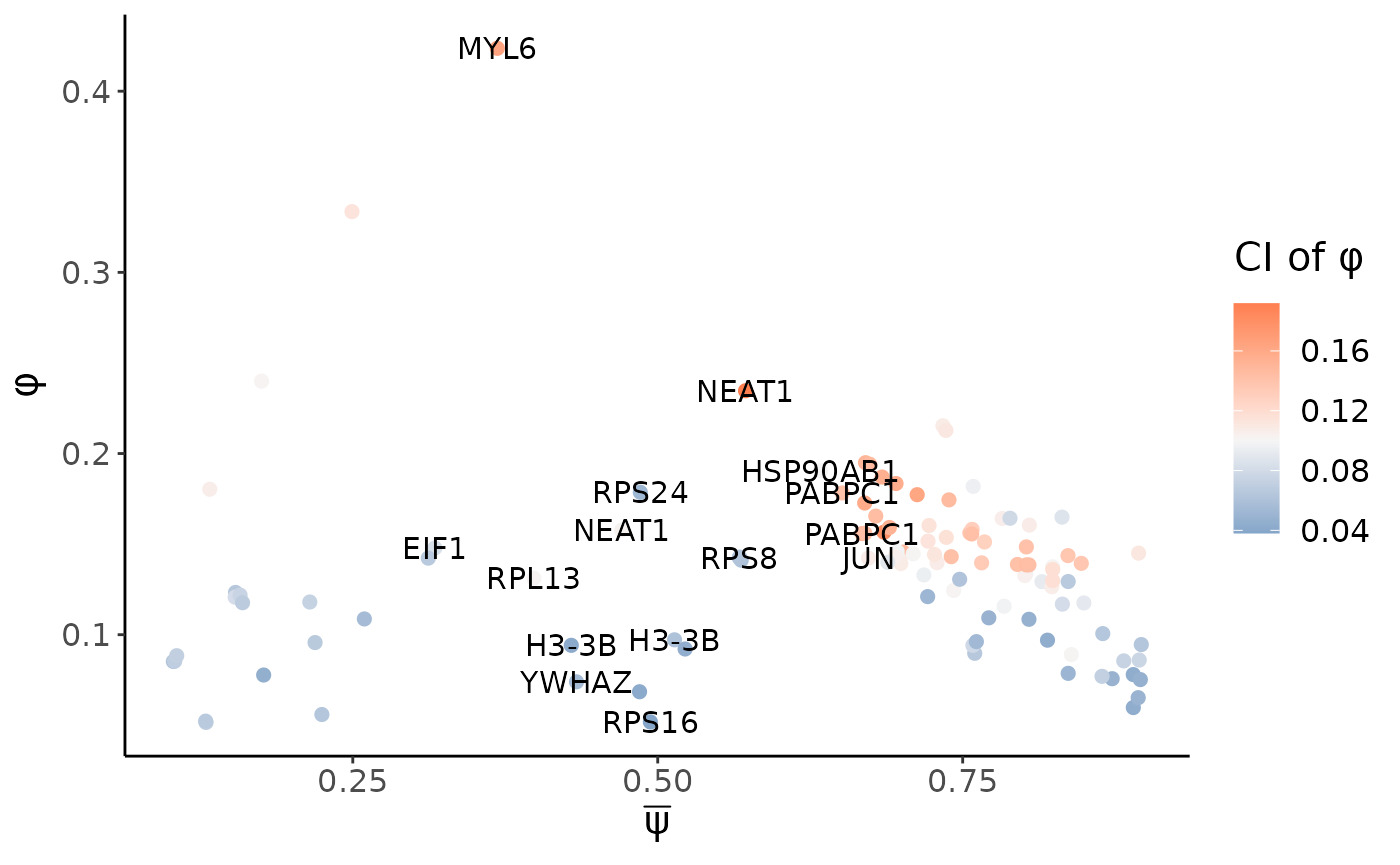 MYL6
0.4
0.3
CI of φ
0.16
0.12
0.08
0.04
φ
NEAT1
0.2
HSP90AB1
RPS24
PABPC1
NEAT1
PABPC1
EIF1
RPS8
JUN
RPL13
0.1
H3-3B
H3-3B
YWHAZ
RPS16
0.25
0.50
0.75
ψ̅